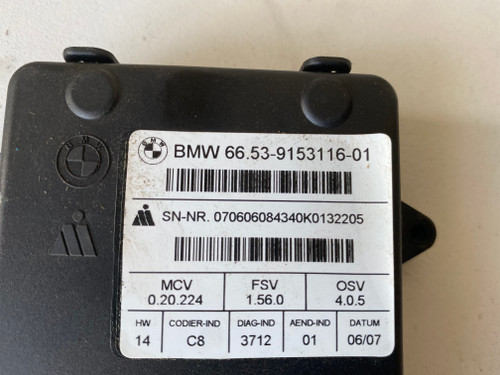 BMW 66.53-9153116-01
SN-NR. 070606084340K0132205
MCV FSV OSV
0.20.224 1.56.0 4.0.5
HW CODIER-IND DIAG-IND AEND-IND DATUM
14 C8 3712 01 06/07